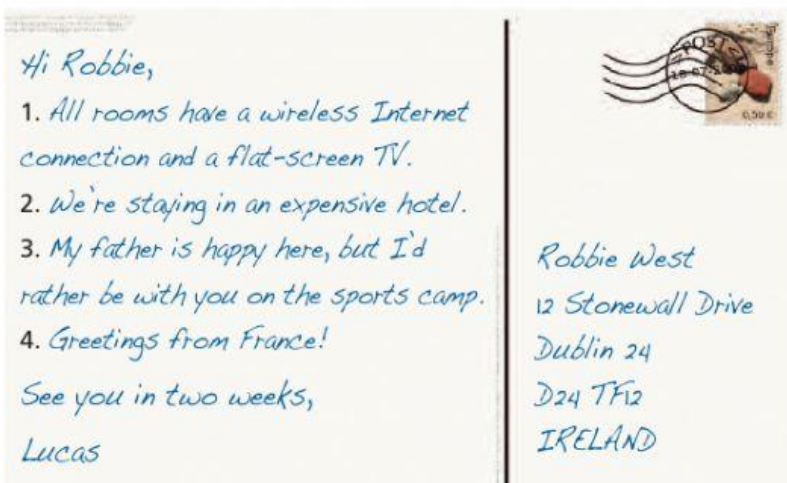 Hi Robbie,
1. All rooms have a wireless Internet
connection and a flat-screen TV.
2. We're staying in an expensive hotel.
3. My father is happy here, but I'd
rather be with you on the sports camp.
4. Greetings from France!
See you in two weeks,
Lucas
POST
Europe
0,50 €
Robbie West
12 Stonewall Drive
Dublin 24
D24 TF12
IRELAND